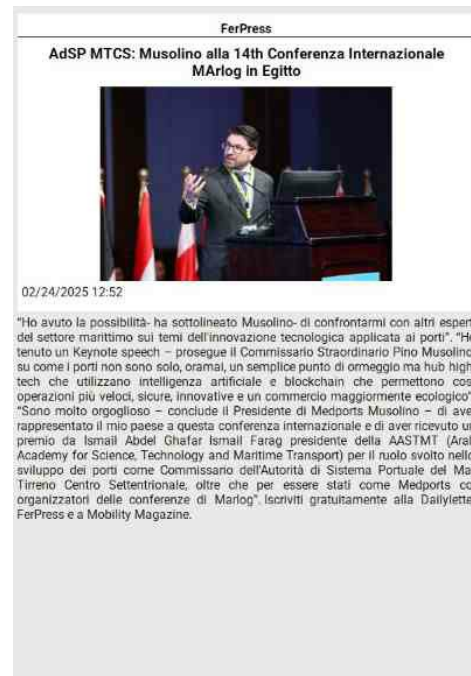 FerPress
AdSP MTCS: Musolino alla 14th Conferenza Internazionale
MArlog in Egitto
02/24/2025 12:52
"Ho avuto la possibilità- ha sottolineato Musolino- di confrontarmi con altri espert
del settore marittimo sui temi dell'innovazione tecnologica applicata ai porti". "Ho
tenuto un Keynote speech – prosegue il Commissario Straordinario Pino Musolino
su come i porti non sono solo, oramai, un semplice punto di ormeggio ma hub high
tech che utilizzano intelligenza artificiale e blockchain che permettono cos
operazioni più veloci, sicure, innovative e un commercio maggiormente ecologico"
"Sono molto orgoglioso – conclude il Presidente di Medports Musolino – di aver
rappresentato il mio paese a questa conferenza internazionale e di aver ricevuto un
premio da Ismail Abdel Ghafar Ismail Farag presidente della AASTMT (Arab
Academy for Science, Technology and Maritime Transport) per il ruolo svolto nello
sviluppo dei porti come Commissario dell'Autorità di Sistema Portuale del Mar
Tirreno Centro Settentrionale, oltre che per essere stati come Medports co
organizzatori delle conferenze di Marlog". Iscriviti gratuitamente alla Dailyletter
FerPress e a Mobility Magazine.